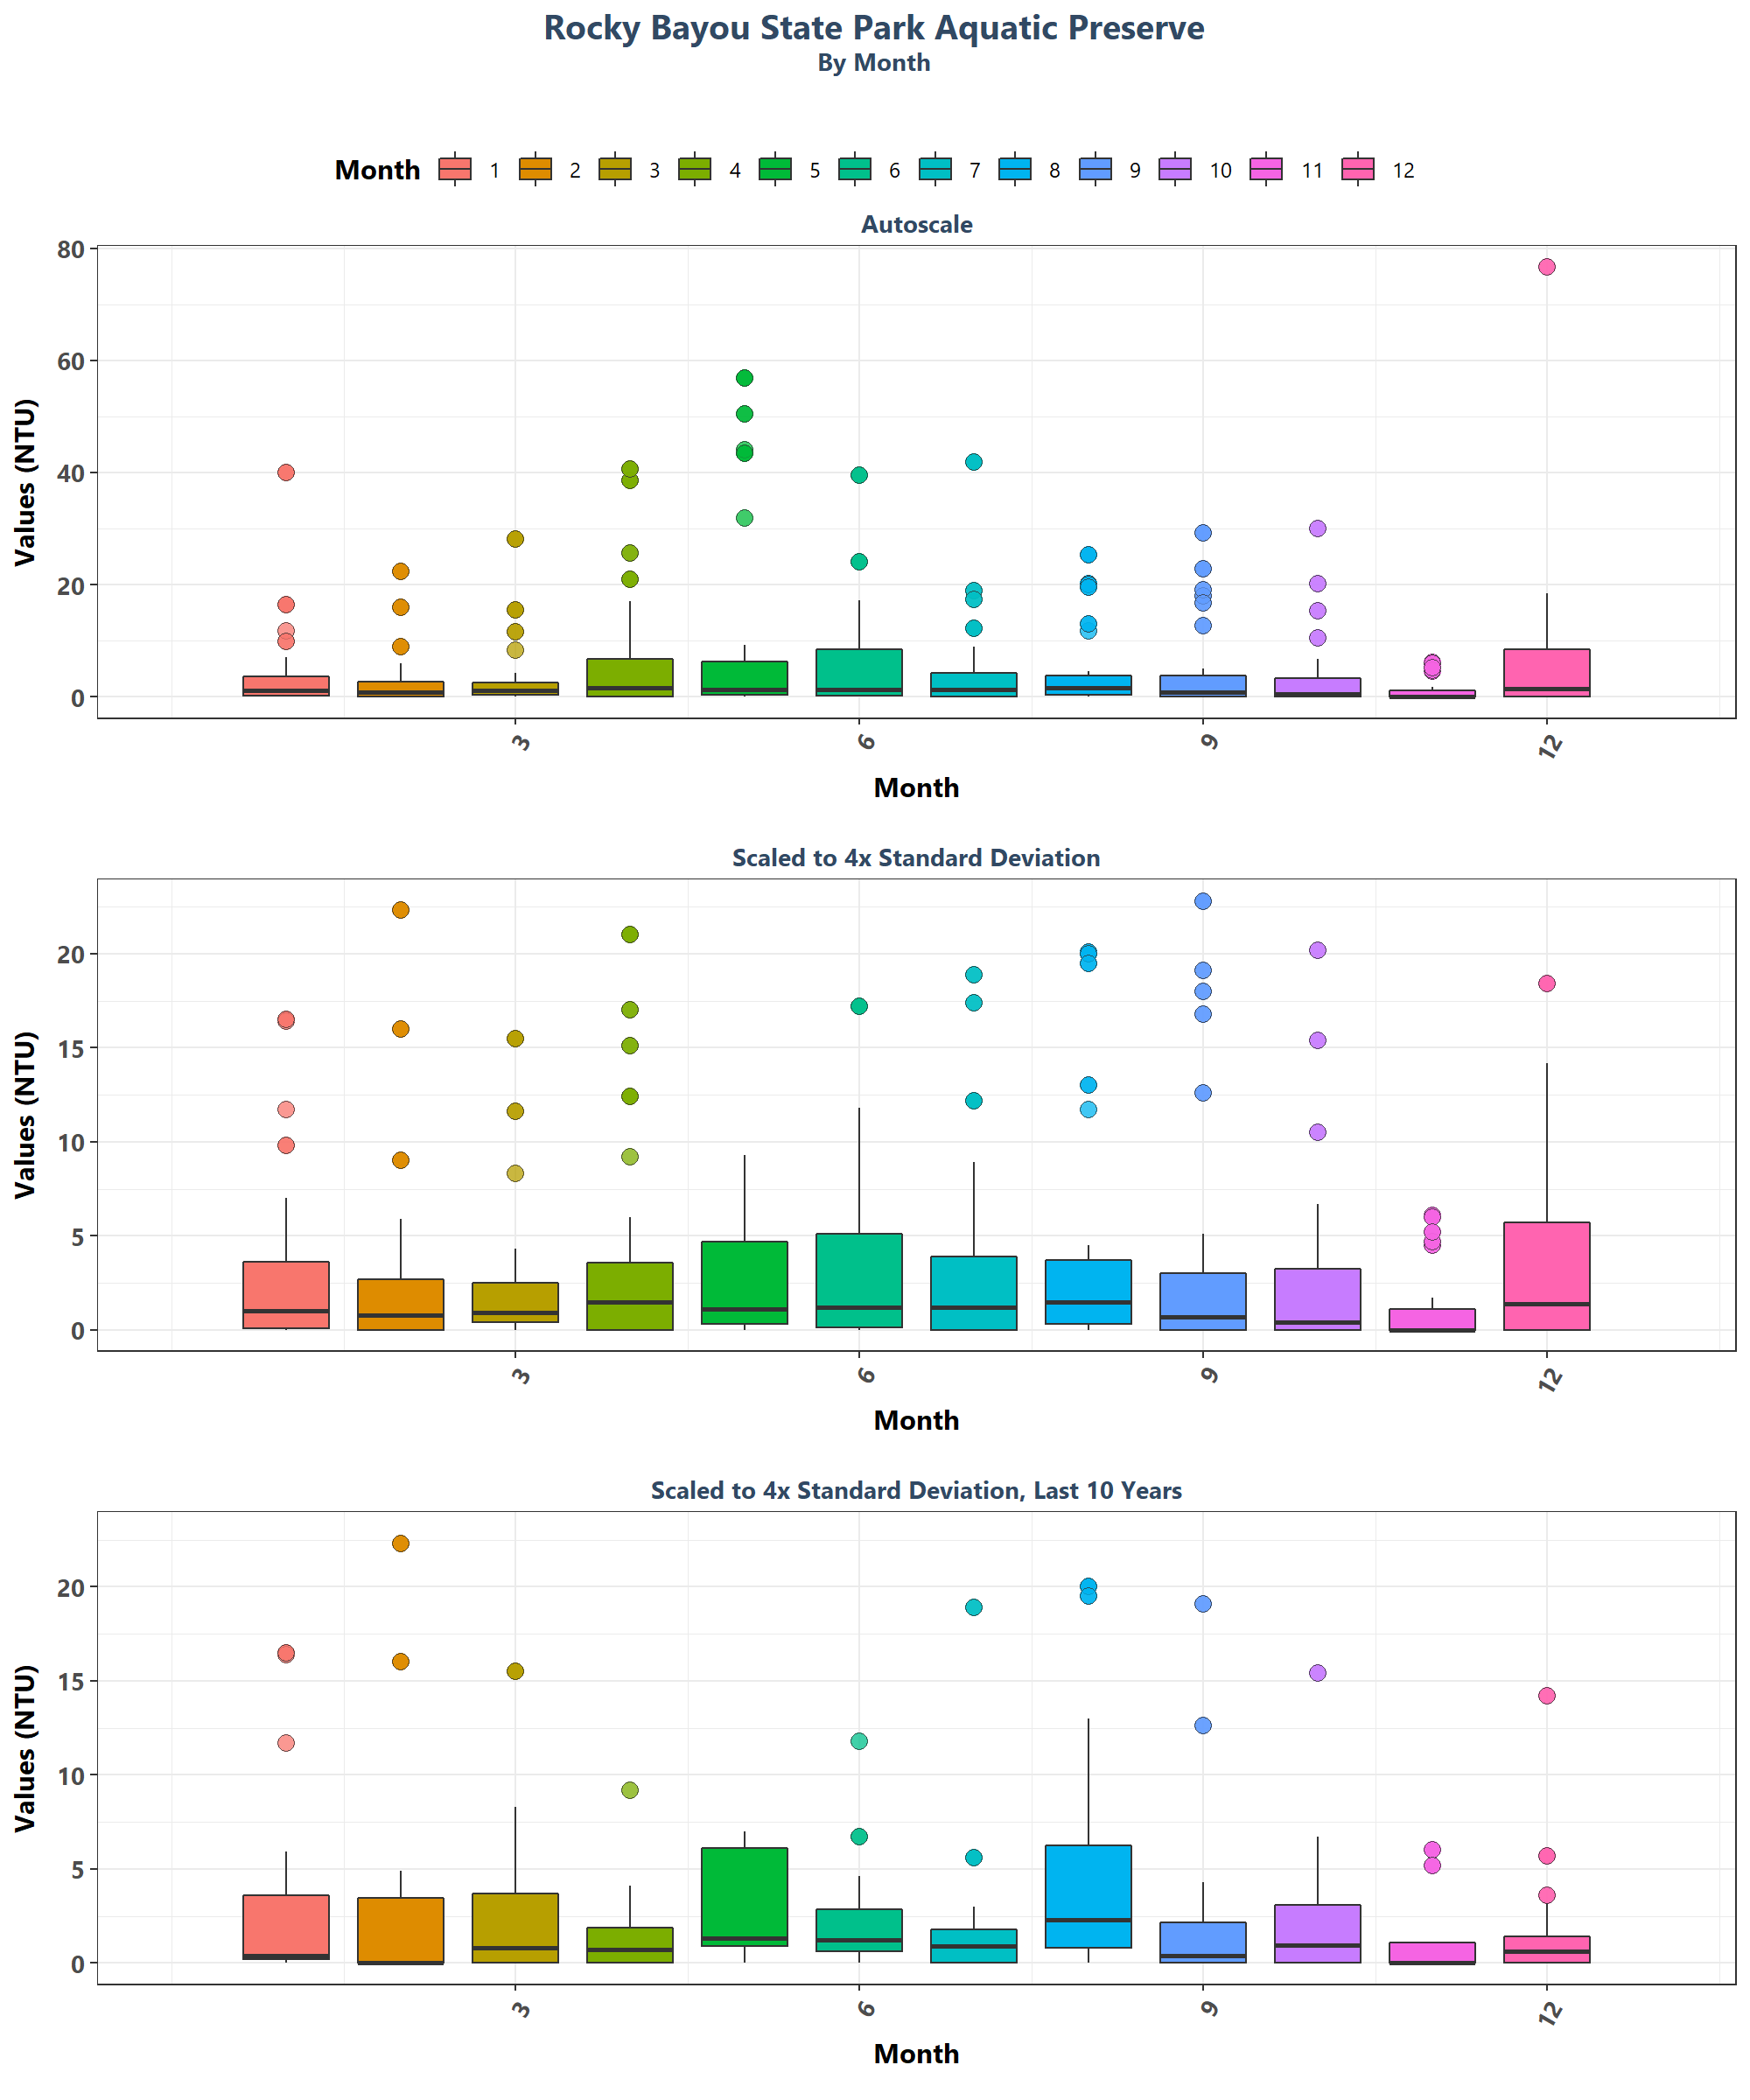 Rocky Bayou State Park Aquatic Preserve
By Month
Month 1 2 3 4 5 6 7 8 9 10 11 12
Autoscale
80
60
40
20
0
Values (NTU)
3 6 9 12
Month
Scaled to 4x Standard Deviation
20
15
10
5
0
Values (NTU)
3 6 9 12
Month
Scaled to 4x Standard Deviation, Last 10 Years
20
15
10
5
0
Values (NTU)
3 6 9 12
Month